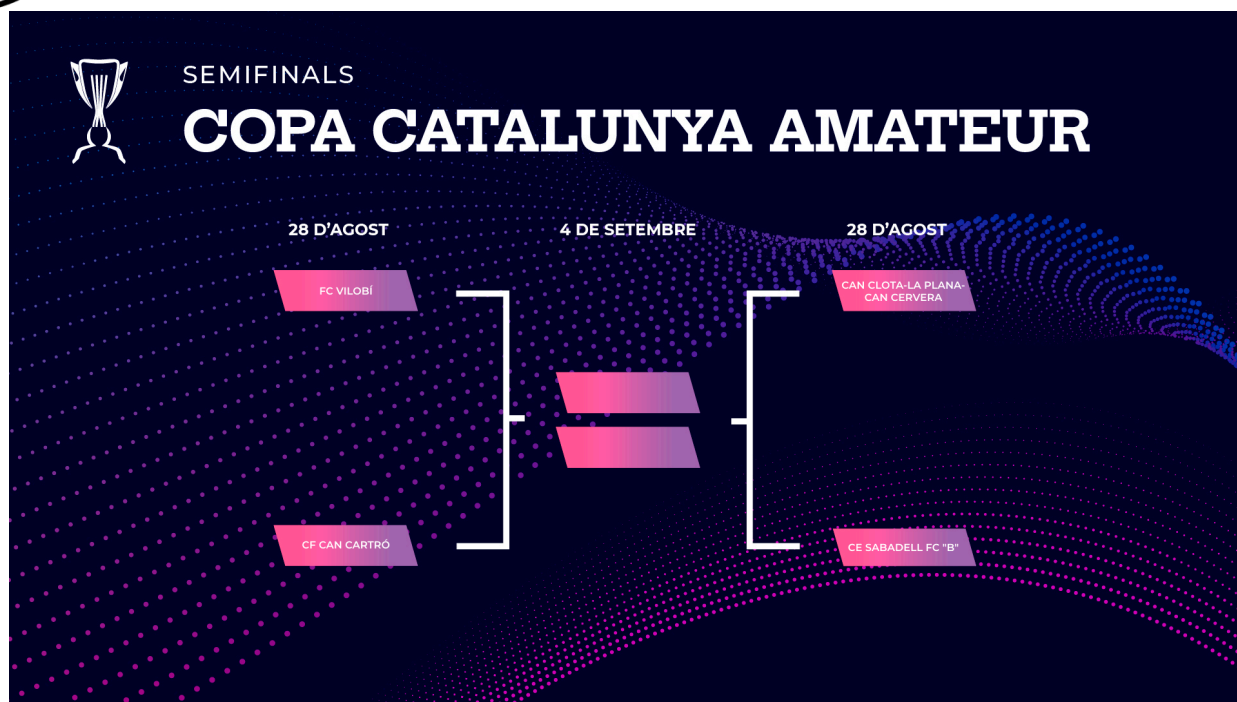 SEMIFINALS
COPA CATALUNYA AMATEUR
28 D’AGOST
4 DE SETEMBRE
28 D’AGOST
FC VILOBÍ
CAN CLOTA-LA PLANA-
CAN CERVERA
CF CAN CARTRÓ
CE SABADELL FC "B"